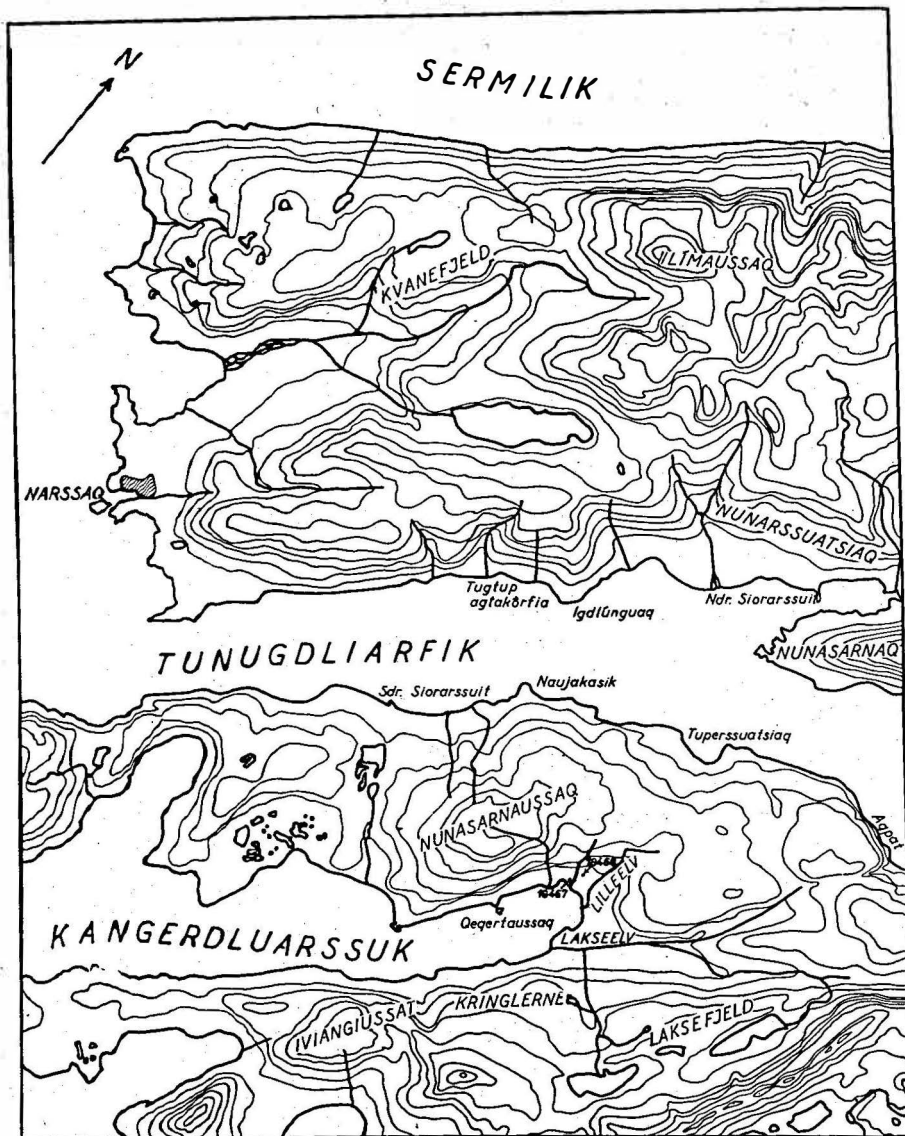 N
SERMILIK
KVANEFJELD
ILIMAUSSAQ
NARSSAQ
NUNARSSUATSIAQ
Tugtup
agtakôrfia
Igdlúnguaq
Ndr. Siorarssuit
NUNASARNAQ
TUNUGDLIARFIK
Sdr. Siorarssuit
Naujakasik
Tuperssuatsiaq
Agpat
NUNASARNAUSSAQ
LILLEELV
Qeqertaussaq
LAKSEELV
KANGERDLUARSSUK
KRINGLERNE
IVIANGIUSSAT
LAKSEFJELD